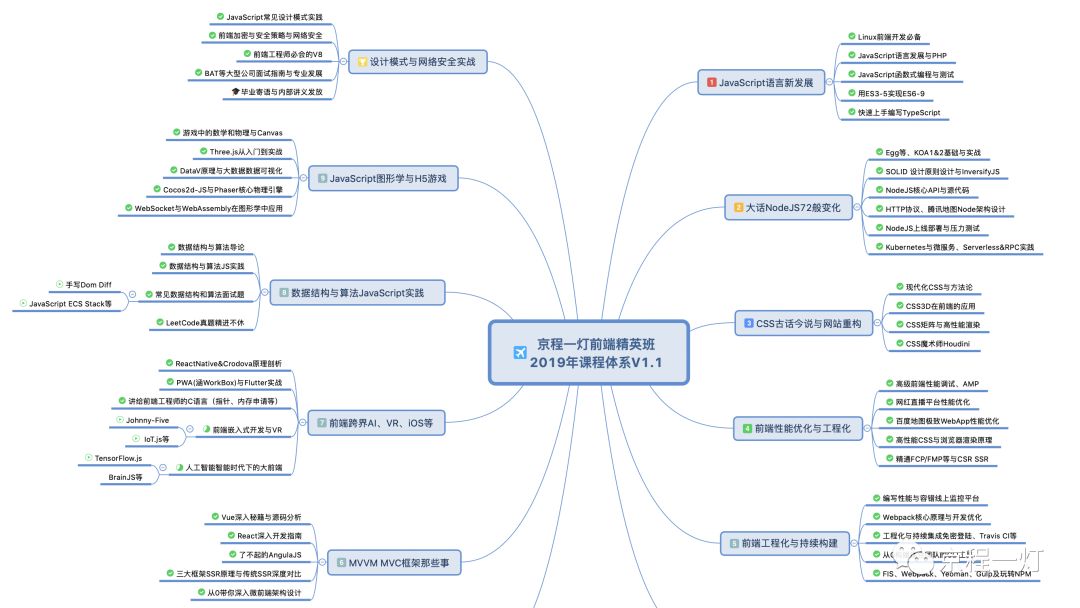 京程一灯前端精英班
2019年课程体系V1.1
1 JavaScript语言新发展
Linux前端开发必备
JavaScript语言发展与PHP
JavaScript函数式编程与测试
用ES3-5实现ES6-9
快速上手编写TypeScript
2 大话NodeJS72般变化
Egg等、KOA1&2基础与实战
SOLID 设计原则设计与InversifyJS
NodeJS核心API与源代码
HTTP协议、腾讯地图Node架构设计
NodeJS上线部署与压力测试
Kubernetes与微服务、Serverless&RPC实践
3 CSS古话今说与网站重构
现代化CSS与方法论
CSS3D在前端的应用
CSS矩阵与高性能渲染
CSS魔术师Houdini
4 前端性能优化与工程化
高级前端性能调试、AMP
网红直播平台性能优化
百度地图极致WebApp性能优化
高性能CSS与浏览器渲染原理
精通FCP/FMP等与CSR SSR
5 前端工程化与持续构建
编写性能与容错线上监控平台
Webpack核心原理与开发优化
工程化与持续集成免密登陆、Travis CI等
从0
团队的
FIS、Webpack、Yeoman、Gulp及玩转NPM
6 MVVM MVC框架那些事
Vue深入秘籍与源码分析
React深入开发指南
了不起的AngularJS
三大框架SSR原理与传统SSR深度对比
从0带你深入微前端架构设计
7 前端跨界AI、VR、iOS等
ReactNative&Crodova原理剖析
PWA(涵WorkBox)与Flutter实战
讲给前端工程师的C语言（指针、内存申请等）
前端嵌入式开发与VR
Johnny-Five
IoT.js等
人工智能智能时代下的大前端
TensorFlow.js
BrainJS等
8 数据结构与算法JavaScript实践
数据结构与算法导论
数据结构与算法JS实践
常见数据结构和算法面试题
手写Dom Diff
JavaScript ECS Stack等
LeetCode真题精进不休
9 JavaScript图形学与H5游戏
游戏中的数学和物理与Canvas
Three.js从入门到实战
DataV原理与大数据数据可视化
Cocos2d-JS与Phaser核心物理引擎
WebSocket与WebAssembly在图形学中应用
设计模式与网络安全实战
JavaScript常见设计模式实践
前端加密与安全策略与网络安全
前端工程师必会的V8
BAT等大型公司面试指南与专业发展
毕业寄语与内部讲义发放
京程一灯